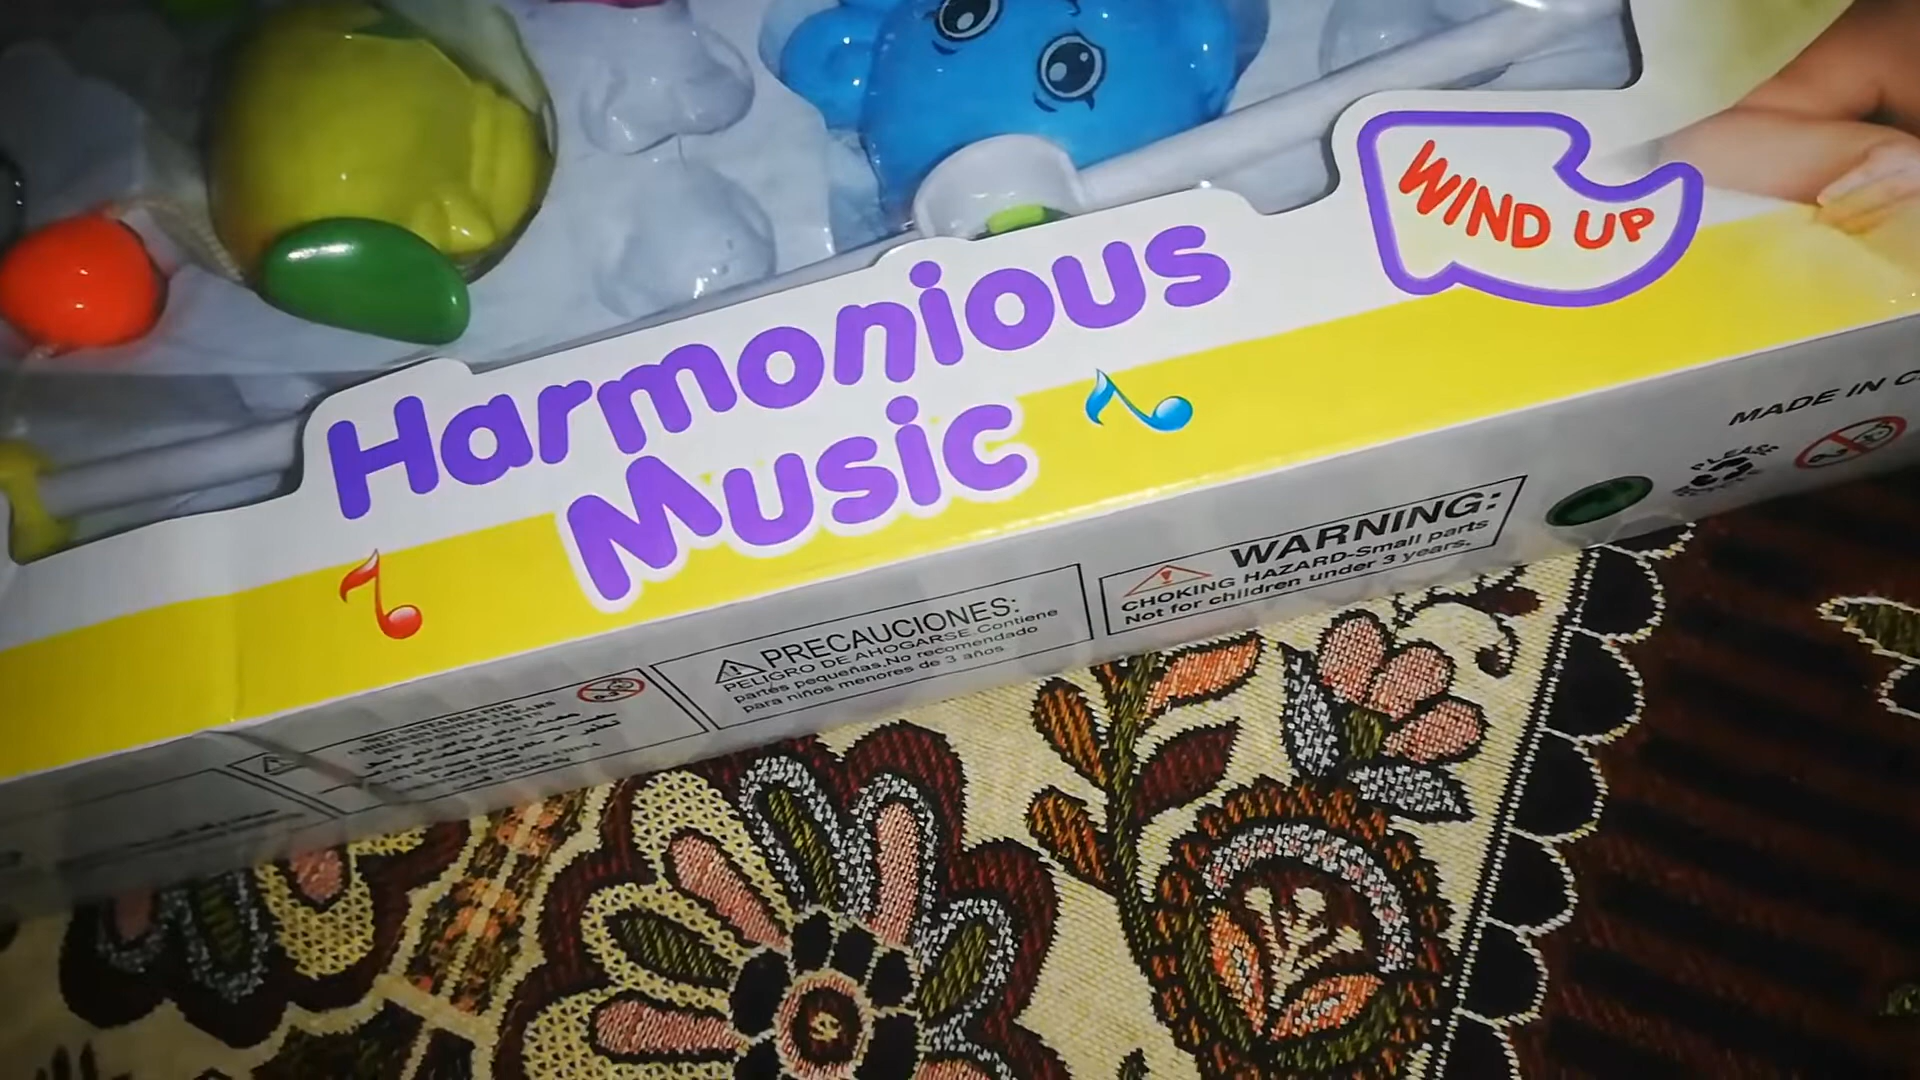 WIND UP
Harmonious
Music
MADE IN
WARNING:
CHOKING HAZARD-Small parts
Not for children under 3 years.
PRECAUCIONES:
PELIGRO DE AHOGARSE.Contiene
partes pequeñas.No recomendado
para niños menores de 3 años.